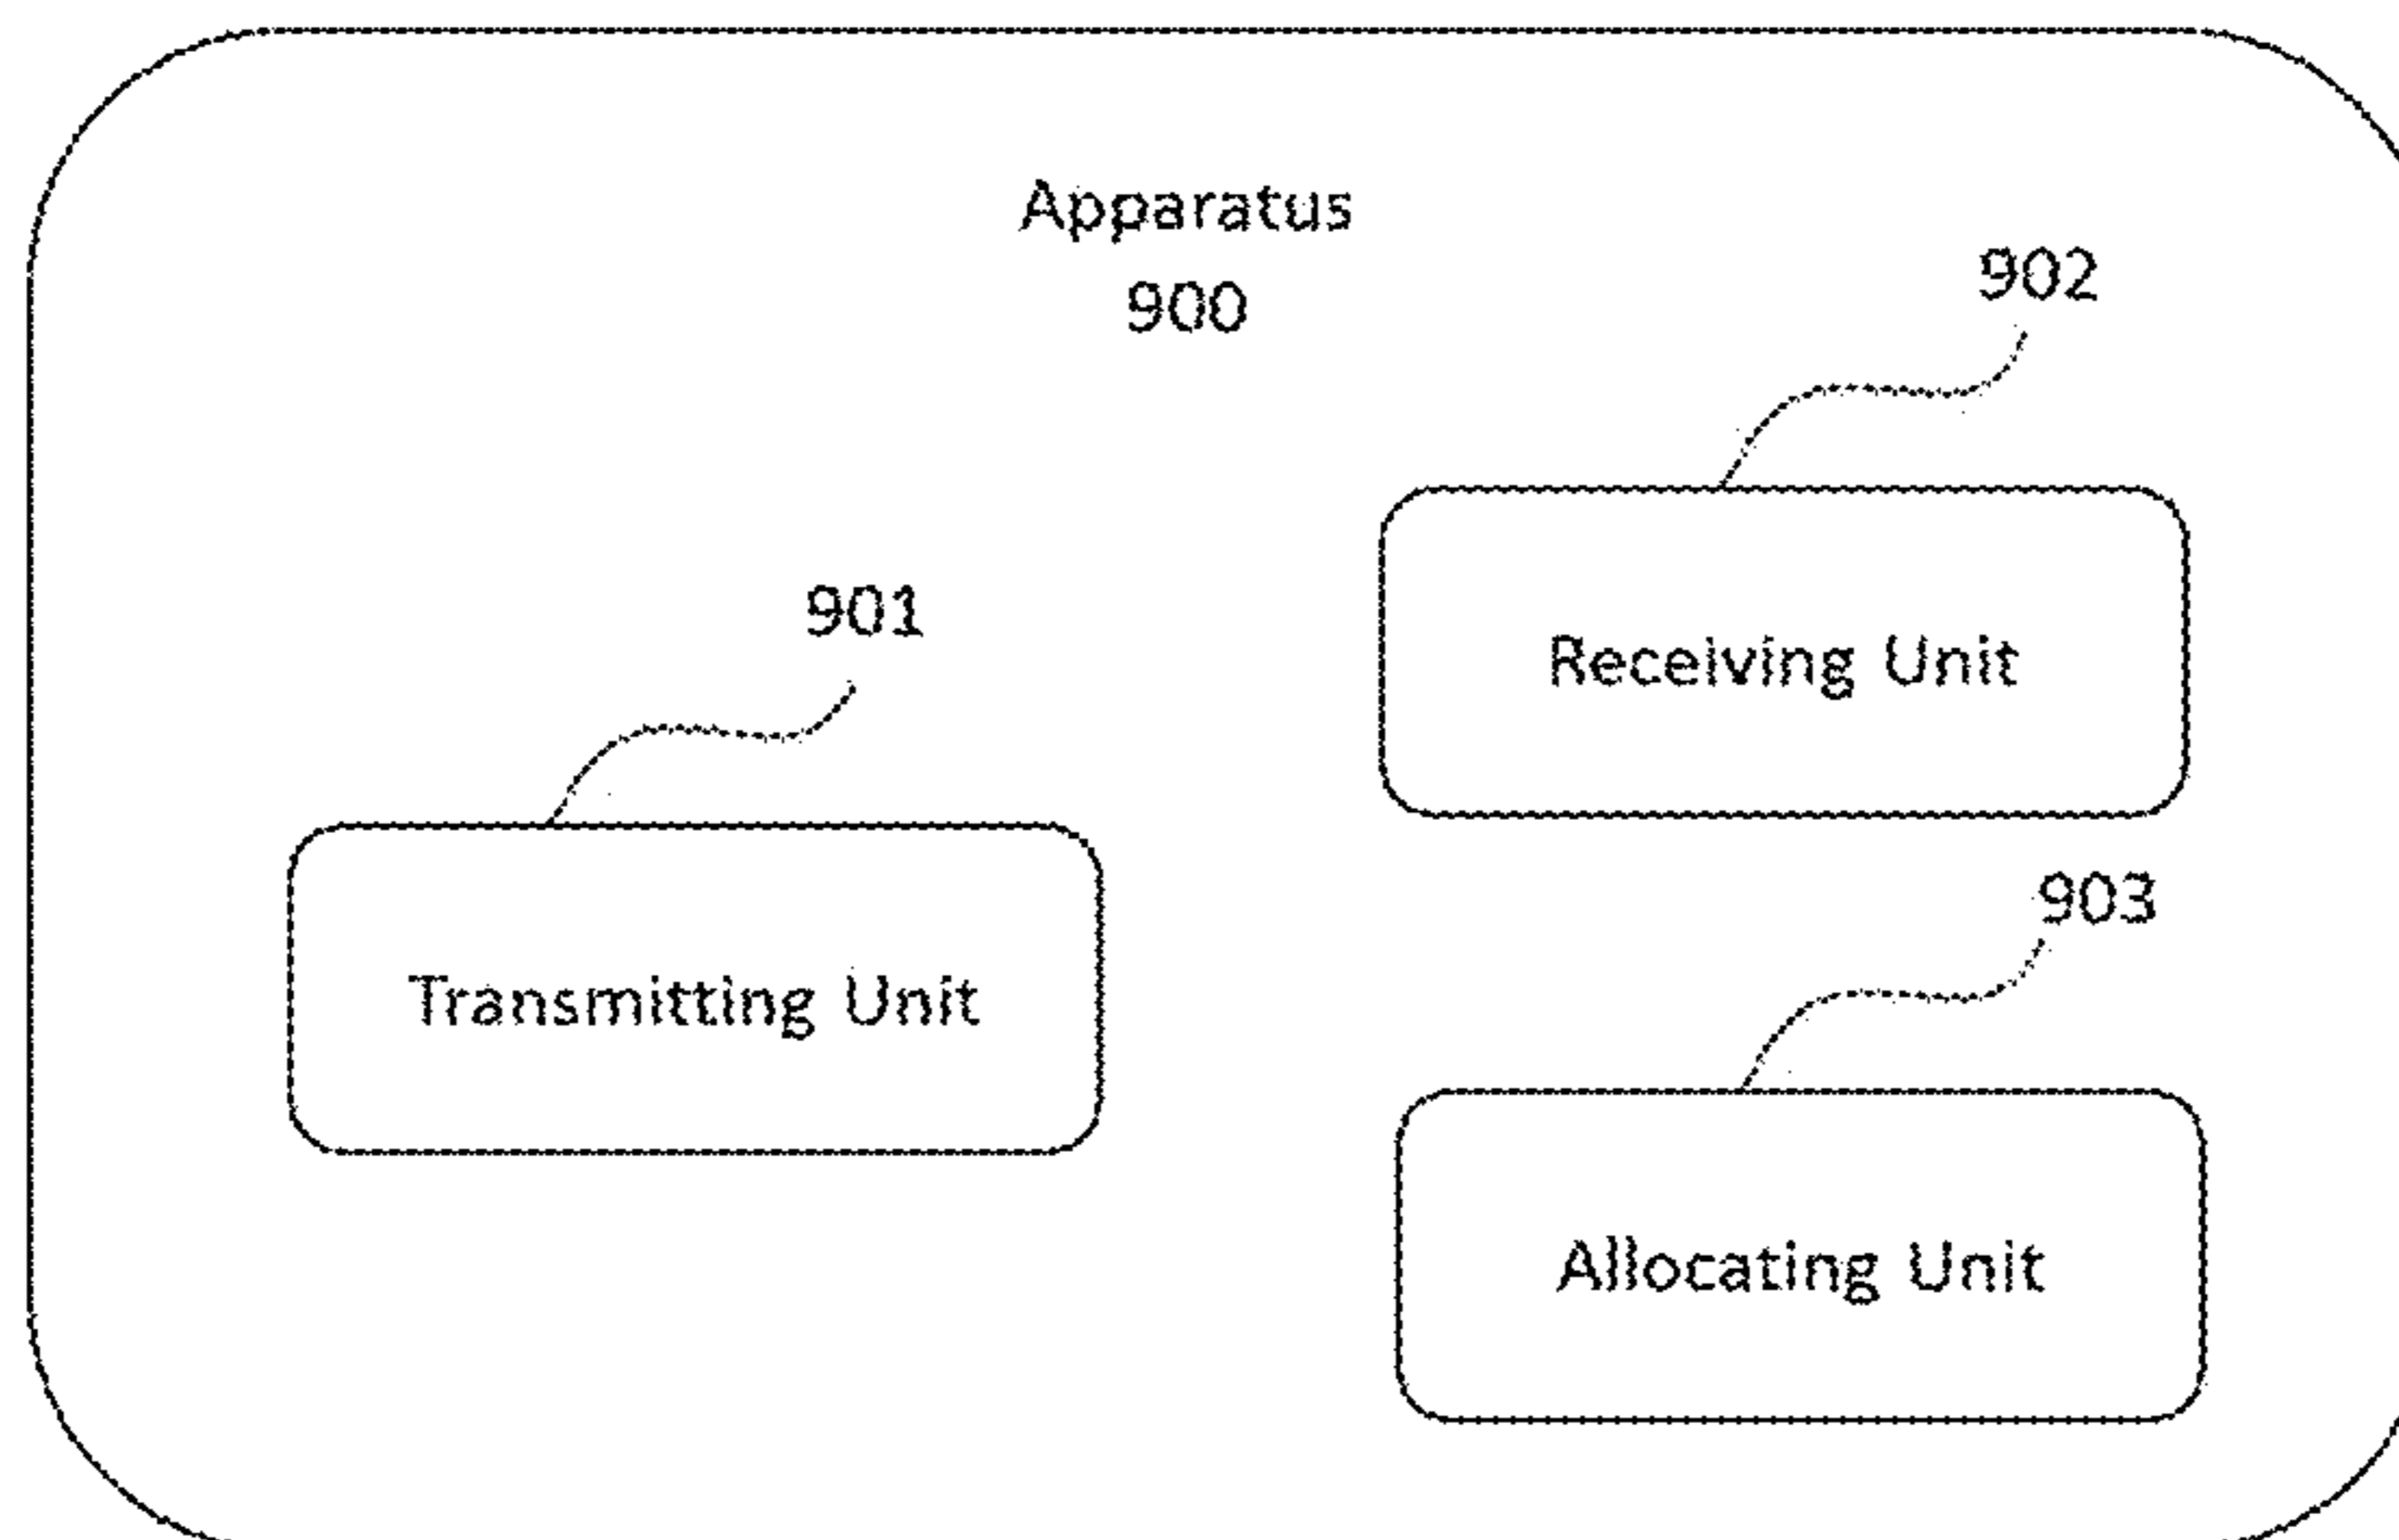 Apparatus
900
902
Receiving Unit
901
Transmitting Unit
903
Allocating Unit